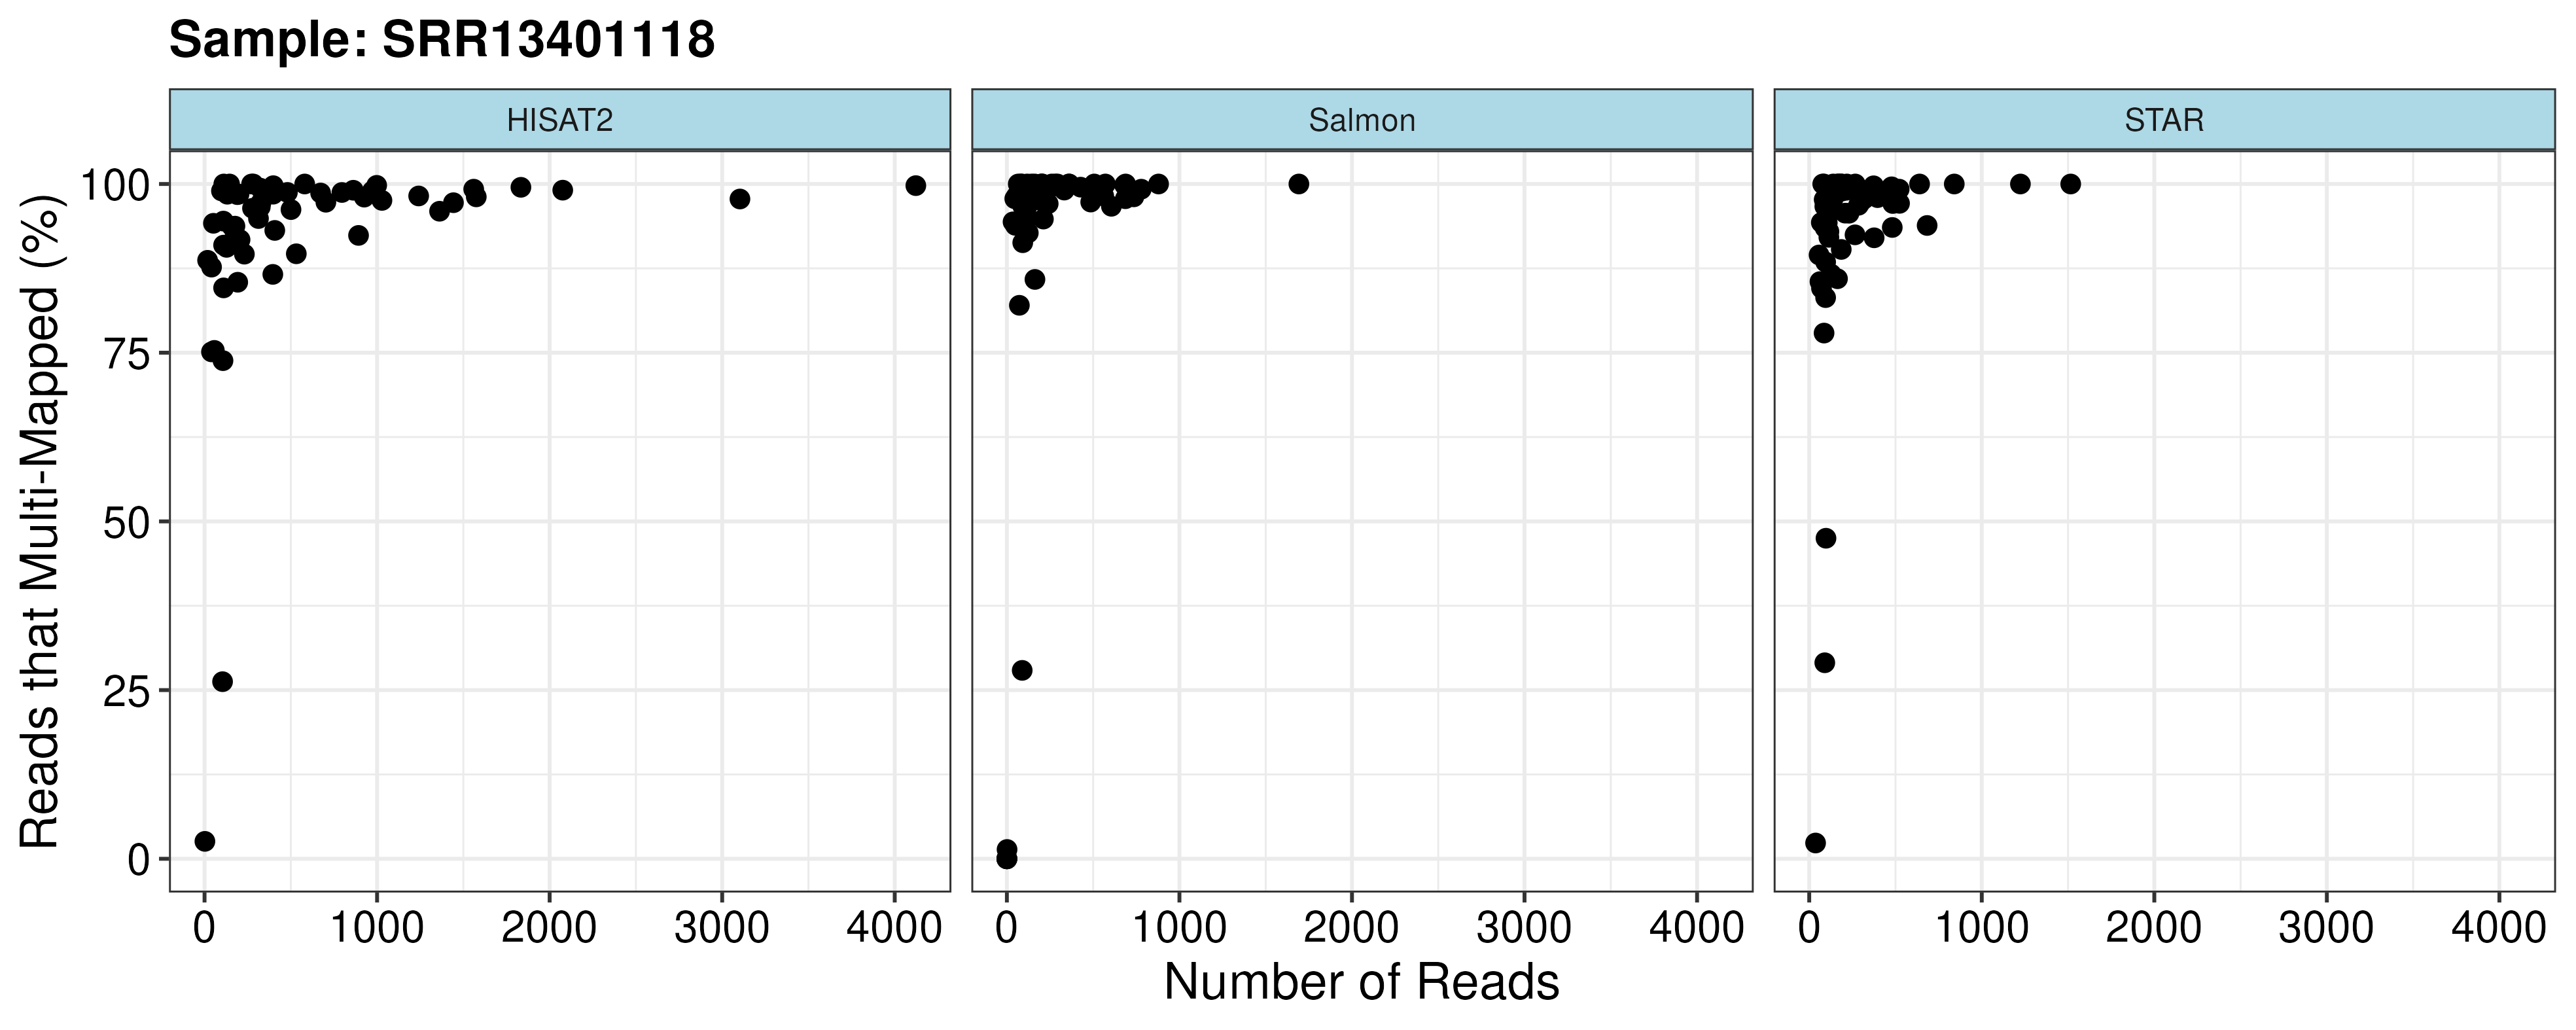 Sample: SRR13401118
HISAT2
Salmon
STAR
Reads that Multi-Mapped (%)
100
75
50
25
0
0 1000 2000 3000 4000
0 1000 2000 3000 4000
0 1000 2000 3000 4000
Number of Reads